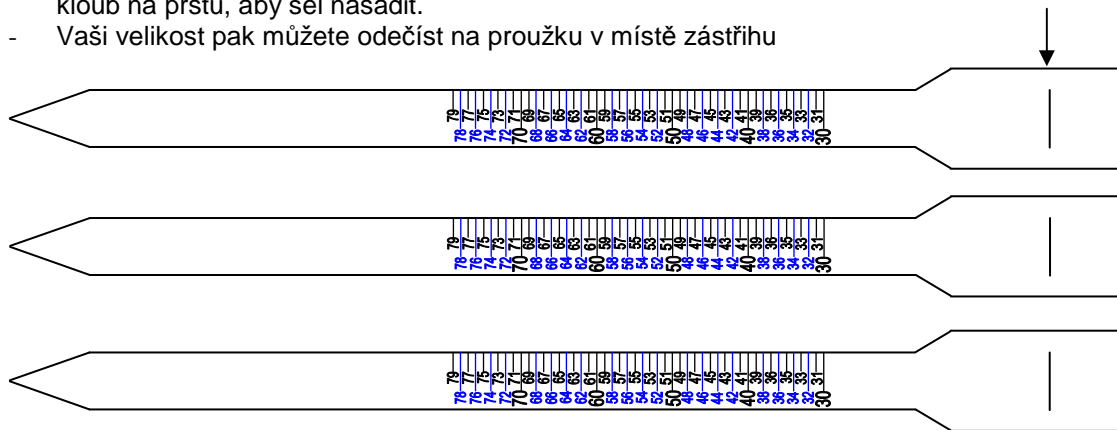 kloub na prstu, aby šel nasadit.
- Vaši velikost pak můžete odečíst na proužku v místě zástřihu
79 77 75 73 71 69 67 65 63 61 59 57 55 53 51 49 47 45 43 41 39 36 35 33 31
78 76 74 72 70 68 66 64 62 60 58 56 54 52 50 48 46 44 42 40 38 36 34 32 30
79 77 75 73 71 69 67 65 63 61 59 57 55 53 51 49 47 45 43 41 39 36 35 33 31
78 76 74 72 70 68 66 64 62 60 58 56 54 52 50 48 46 44 42 40 38 36 34 32 30
79 77 75 73 71 69 67 65 63 61 59 57 55 53 51 49 47 45 43 41 39 36 35 33 31
78 76 74 72 70 68 66 64 62 60 58 56 54 52 50 48 46 44 42 40 38 36 34 32 30